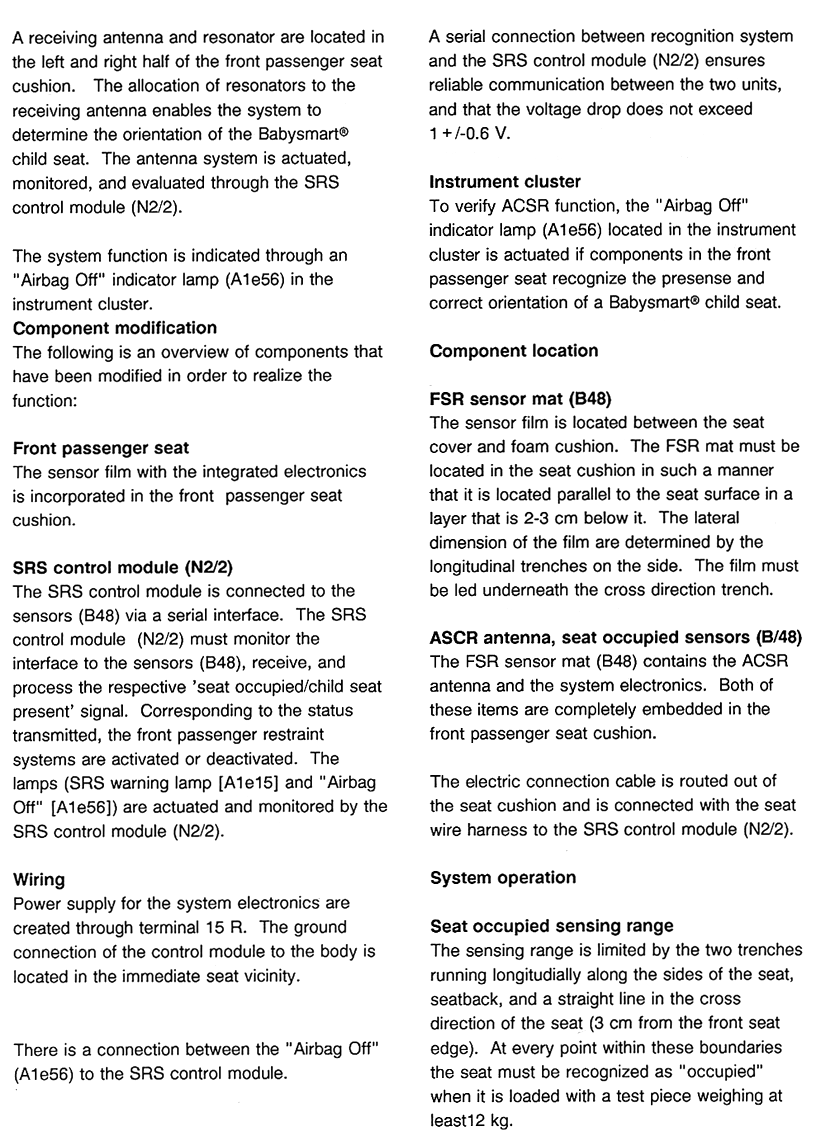 A receiving antenna and resonator are located in
the left and right half of the front passenger seat
cushion. The allocation of resonators to the
receiving antenna enables the system to
determine the orientation of the Babysmart®
child seat. The antenna system is actuated,
monitored, and evaluated through the SRS
control module (N2/2).
The system function is indicated through an
"Airbag Off" indicator lamp (A1e56) in the
instrument cluster.
Component modification
The following is an overview of components that
have been modified in order to realize the
function:
Front passenger seat
The sensor film with the integrated electronics
is incorporated in the front passenger seat
cushion.
SRS control module (N2/2)
The SRS control module is connected to the
sensors (B48) via a serial interface. The SRS
control module (N2/2) must monitor the
interface to the sensors (B48), receive, and
process the respective 'seat occupied/child seat
present' signal. Corresponding to the status
transmitted, the front passenger restraint
systems are activated or deactivated. The
lamps (SRS warning lamp [A1e15] and "Airbag
Off" [A1e56]) are actuated and monitored by the
SRS control module (N2/2).
Wiring
Power supply for the system electronics are
created through terminal 15 R. The ground
connection of the control module to the body is
located in the immediate seat vicinity.
There is a connection between the "Airbag Off"
(A1e56) to the SRS control module.
A serial connection between recognition system
and the SRS control module (N2/2) ensures
reliable communication between the two units,
and that the voltage drop does not exceed
1 +/-0.6 V.
Instrument cluster
To verify ACSR function, the "Airbag Off"
indicator lamp (A1e56) located in the instrument
cluster is actuated if components in the front
passenger seat recognize the presense and
correct orientation of a Babysmart® child seat.
Component location
FSR sensor mat (B48)
The sensor film is located between the seat
cover and foam cushion. The FSR mat must be
located in the seat cushion in such a manner
that it is located parallel to the seat surface in a
layer that is 2-3 cm below it. The lateral
dimension of the film are determined by the
longitudinal trenches on the side. The film must
be led underneath the cross direction trench.
ASCR antenna, seat occupied sensors (B/48)
The FSR sensor mat (B48) contains the ACSR
antenna and the system electronics. Both of
these items are completely embedded in the
front passenger seat cushion.
The electric connection cable is routed out of
the seat cushion and is connected with the seat
wire harness to the SRS control module (N2/2).
System operation
Seat occupied sensing range
The sensing range is limited by the two trenches
running longitudially along the sides of the seat,
seatback, and a straight line in the cross
direction of the seat (3 cm from the front seat
edge). At every point within these boundaries
the seat must be recognized as "occupied"
when it is loaded with a test piece weighing at
least12 kg.